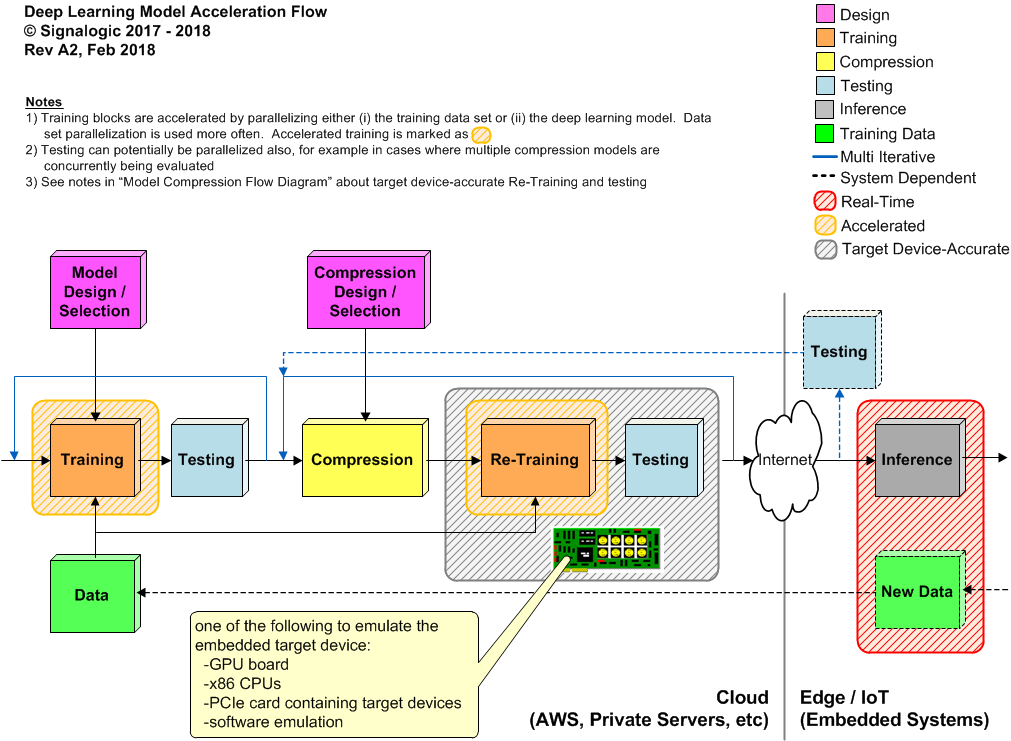 Deep Learning Model Acceleration Flow
© Signalogic 2017 - 2018
Rev A2, Feb 2018
Notes
1) Training blocks are accelerated by parallelizing either (i) the training data set or (ii) the deep learning model.  Data
set parallelization is used more often.  Accelerated training is marked as
2) Testing can potentially be parallelized also, for example in cases where multiple compression models are
concurrently being evaluated
3) See notes in “Model Compression Flow Diagram” about target device-accurate Re-Training and testing
Design
Training
Compression
Testing
Inference
Training Data
Multi Iterative
System Dependent
Real-Time
Accelerated
Target Device-Accurate
Model
Design /
Selection
Compression
Design /
Selection
Testing
Training
Testing
Compression
Re-Training
Testing
Internet
Inference
Data
New Data
one of the following to emulate the
embedded target device:
-GPU board
-x86 CPUs
-PCIe card containing target devices
-software emulation
Cloud
(AWS, Private Servers, etc)
Edge / IoT
(Embedded Systems)